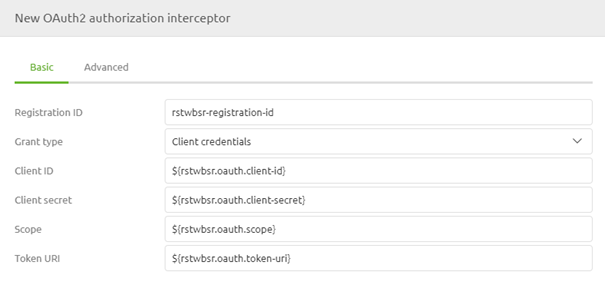 New OAuth2 authorization interceptor
Basic Advanced
Registration ID rstwbsr-registration-id
Grant type Client credentials
Client ID ${rstwbsr.oauth.client-id}
Client secret ${rstwbsr.oauth.client-secret}
Scope ${rstwbsr.oauth.scope}
Token URI ${rstwbsr.oauth.token-uri}